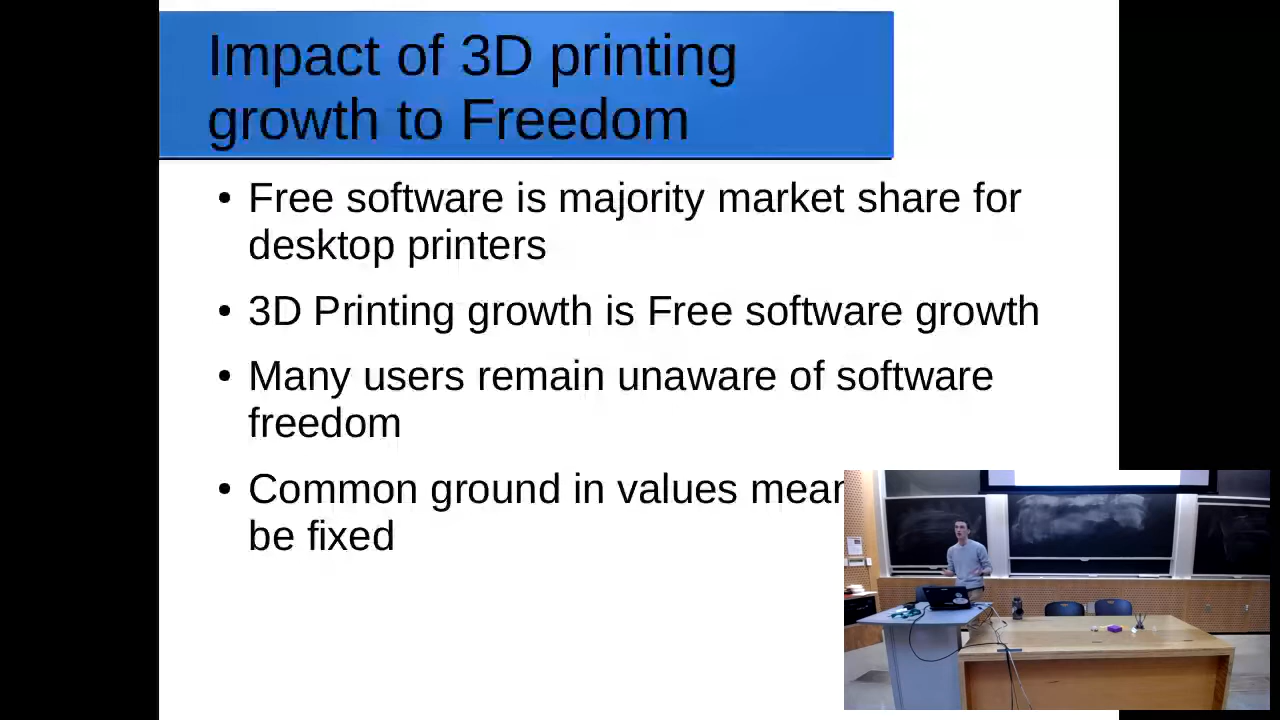 Impact of 3D printing
growth to Freedom
• Free software is majority market share for
desktop printers
• 3D Printing growth is Free software growth
• Many users remain unaware of software
freedom
• Common ground in values mean
be fixed